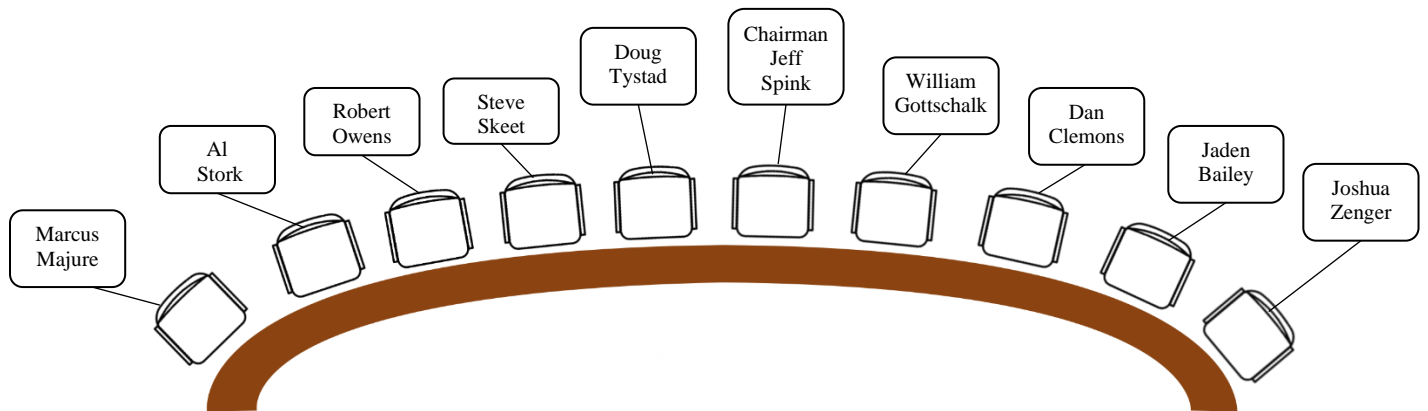 Marcus
Majure
Al
Stork
Robert
Owens
Steve
Skeet
Doug
Tystad
Chairman
Jeff
Spink
William
Gottschalk
Dan
Clemons
Jaden
Bailey
Joshua
Zenger